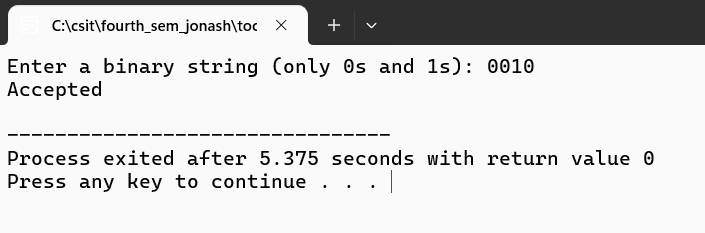 C:\csit\fourth_sem_jonash\toc
Enter a binary string (only 0s and 1s): 0010
Accepted
--------------------------------
Process exited after 5.375 seconds with return value 0
Press any key to continue . . .